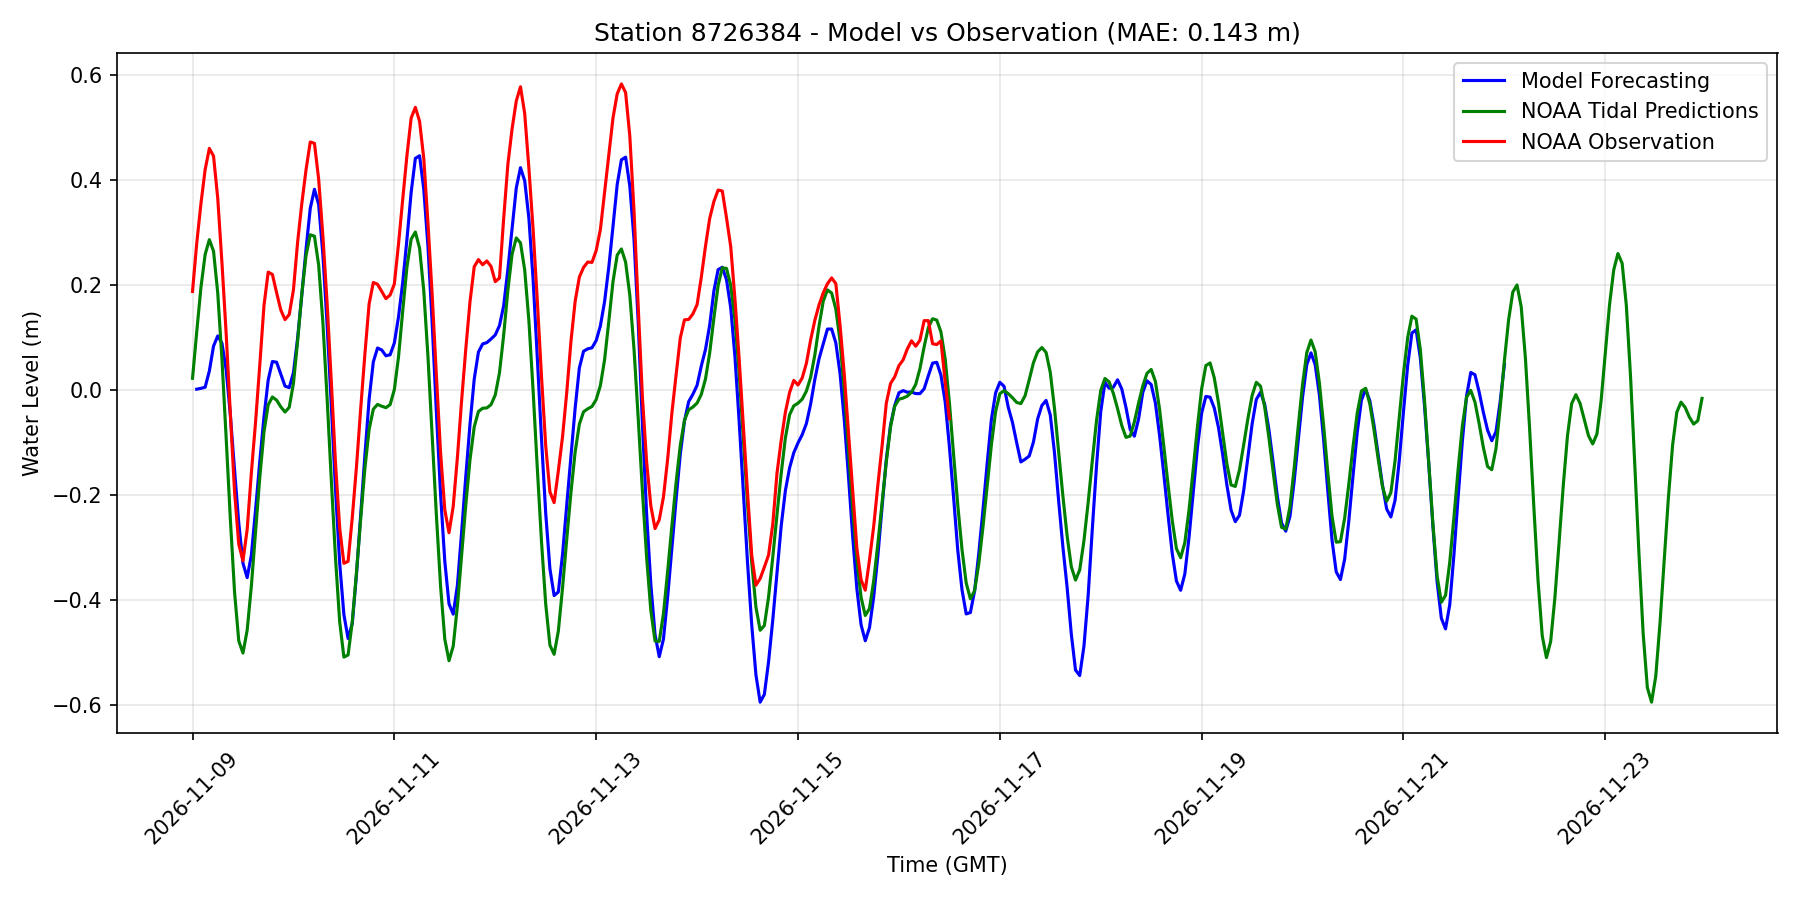 Station 8726384 - Model vs Observation (MAE: 0.143 m)
Model Forecasting
NOAA Tidal Predictions
NOAA Observation
Water Level (m)
0.6
0.4
0.2
0.0
−0.2
−0.4
−0.6
2026-11-09
2026-11-11
2026-11-13
2026-11-15
2026-11-17
2026-11-19
2026-11-21
2026-11-23
Time (GMT)